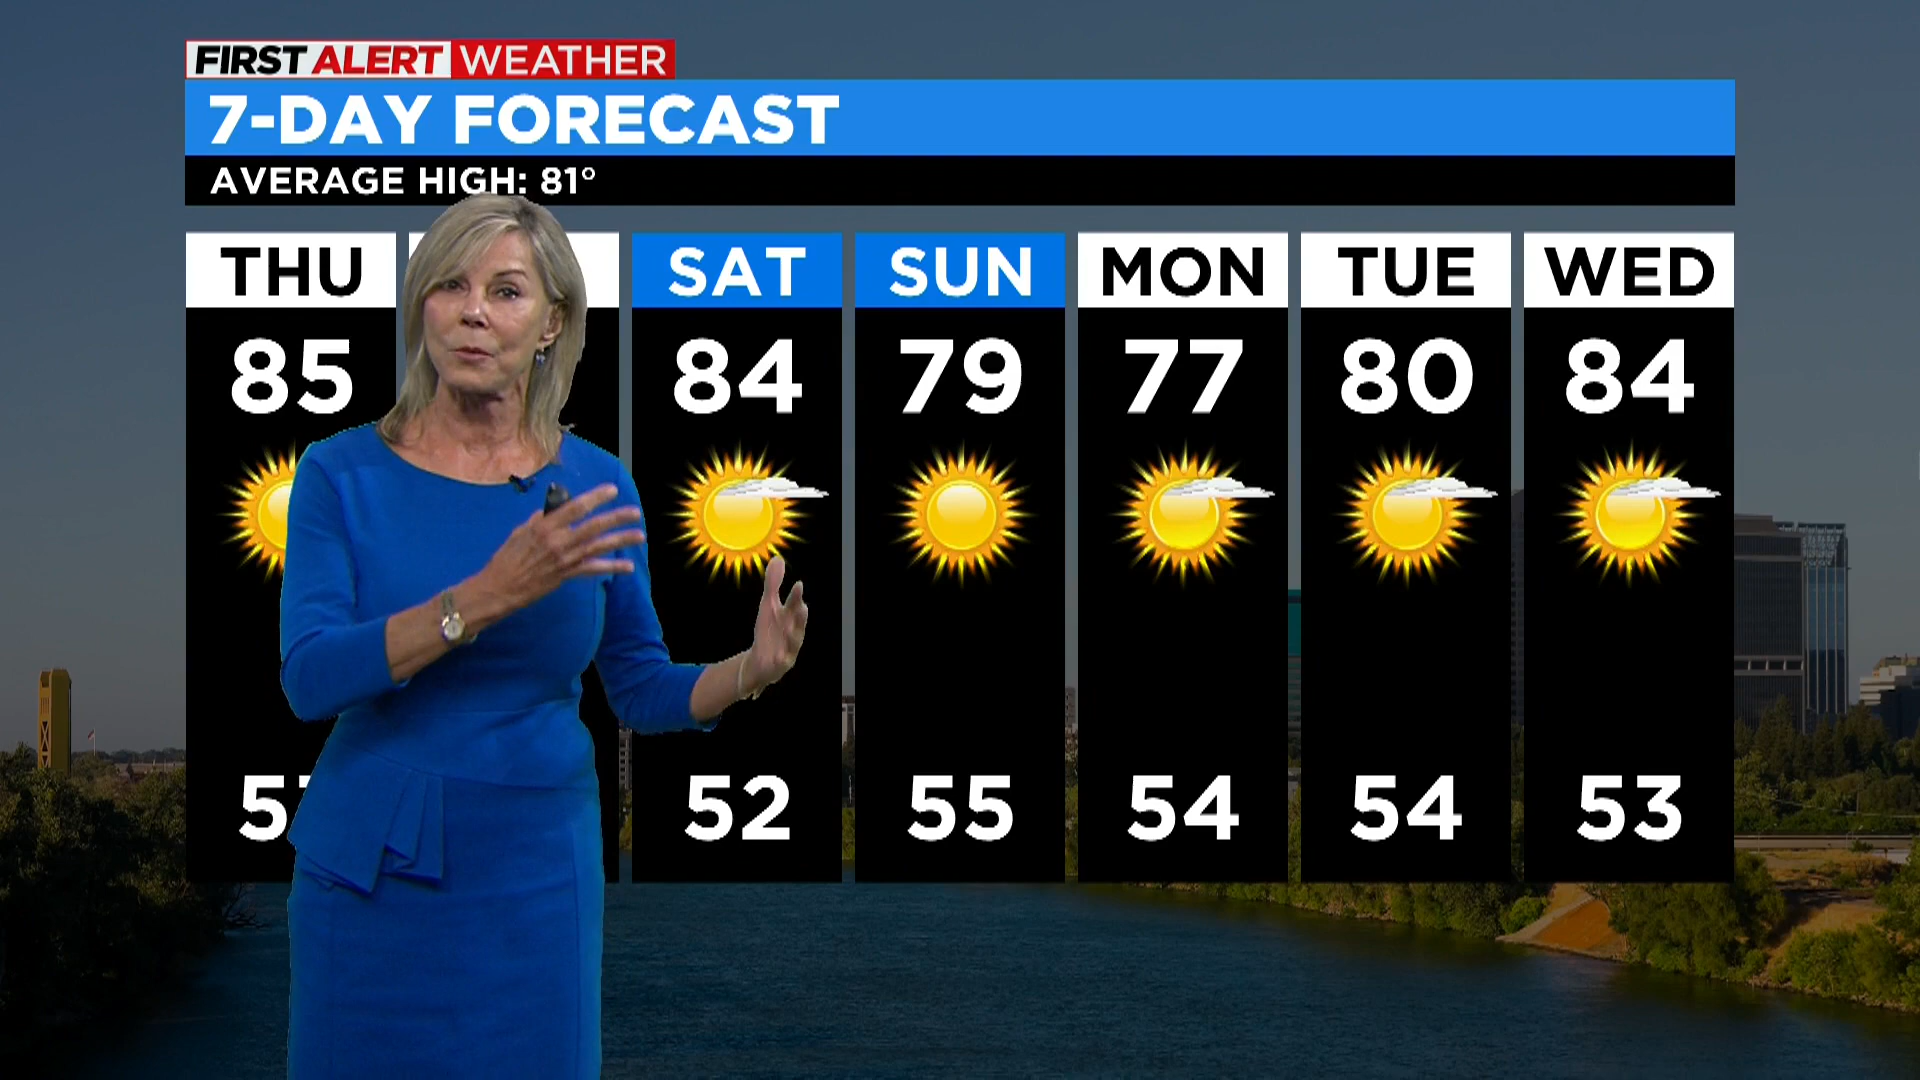 FIRST ALERT WEATHER
7-DAY FORECAST
AVERAGE HIGH: 81°
THU SAT SUN MON TUE WED
85 84 79 77 80 84
52 55 54 54 53